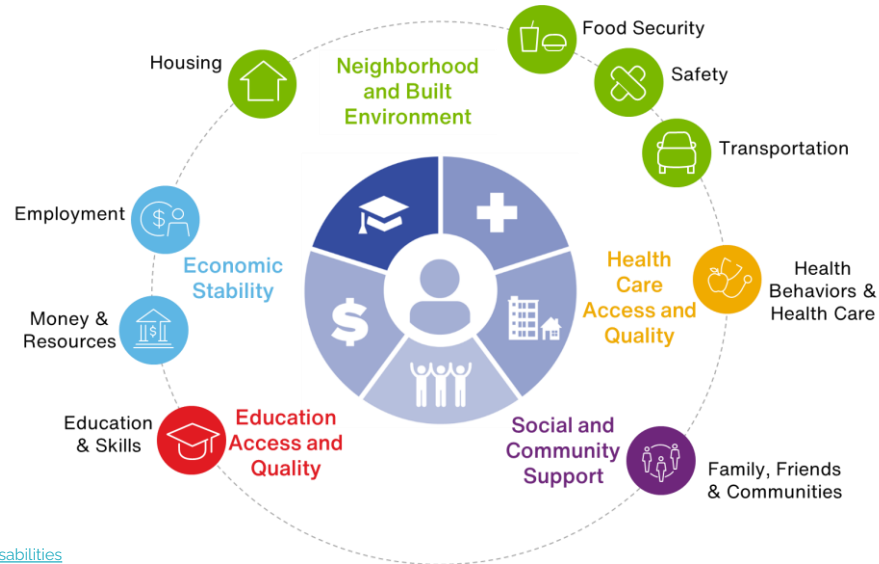 Food Security
Housing
Neighborhood
and Built
Environment
Safety
Transportation
Employment
Economic
Stability
Health
Care
Access and
Quality
Health
Behaviors &
Health Care
Money &
Resources
Education
& Skills
Education
Access and
Quality
Social and
Community
Support
Family, Friends
& Communities
sabilities